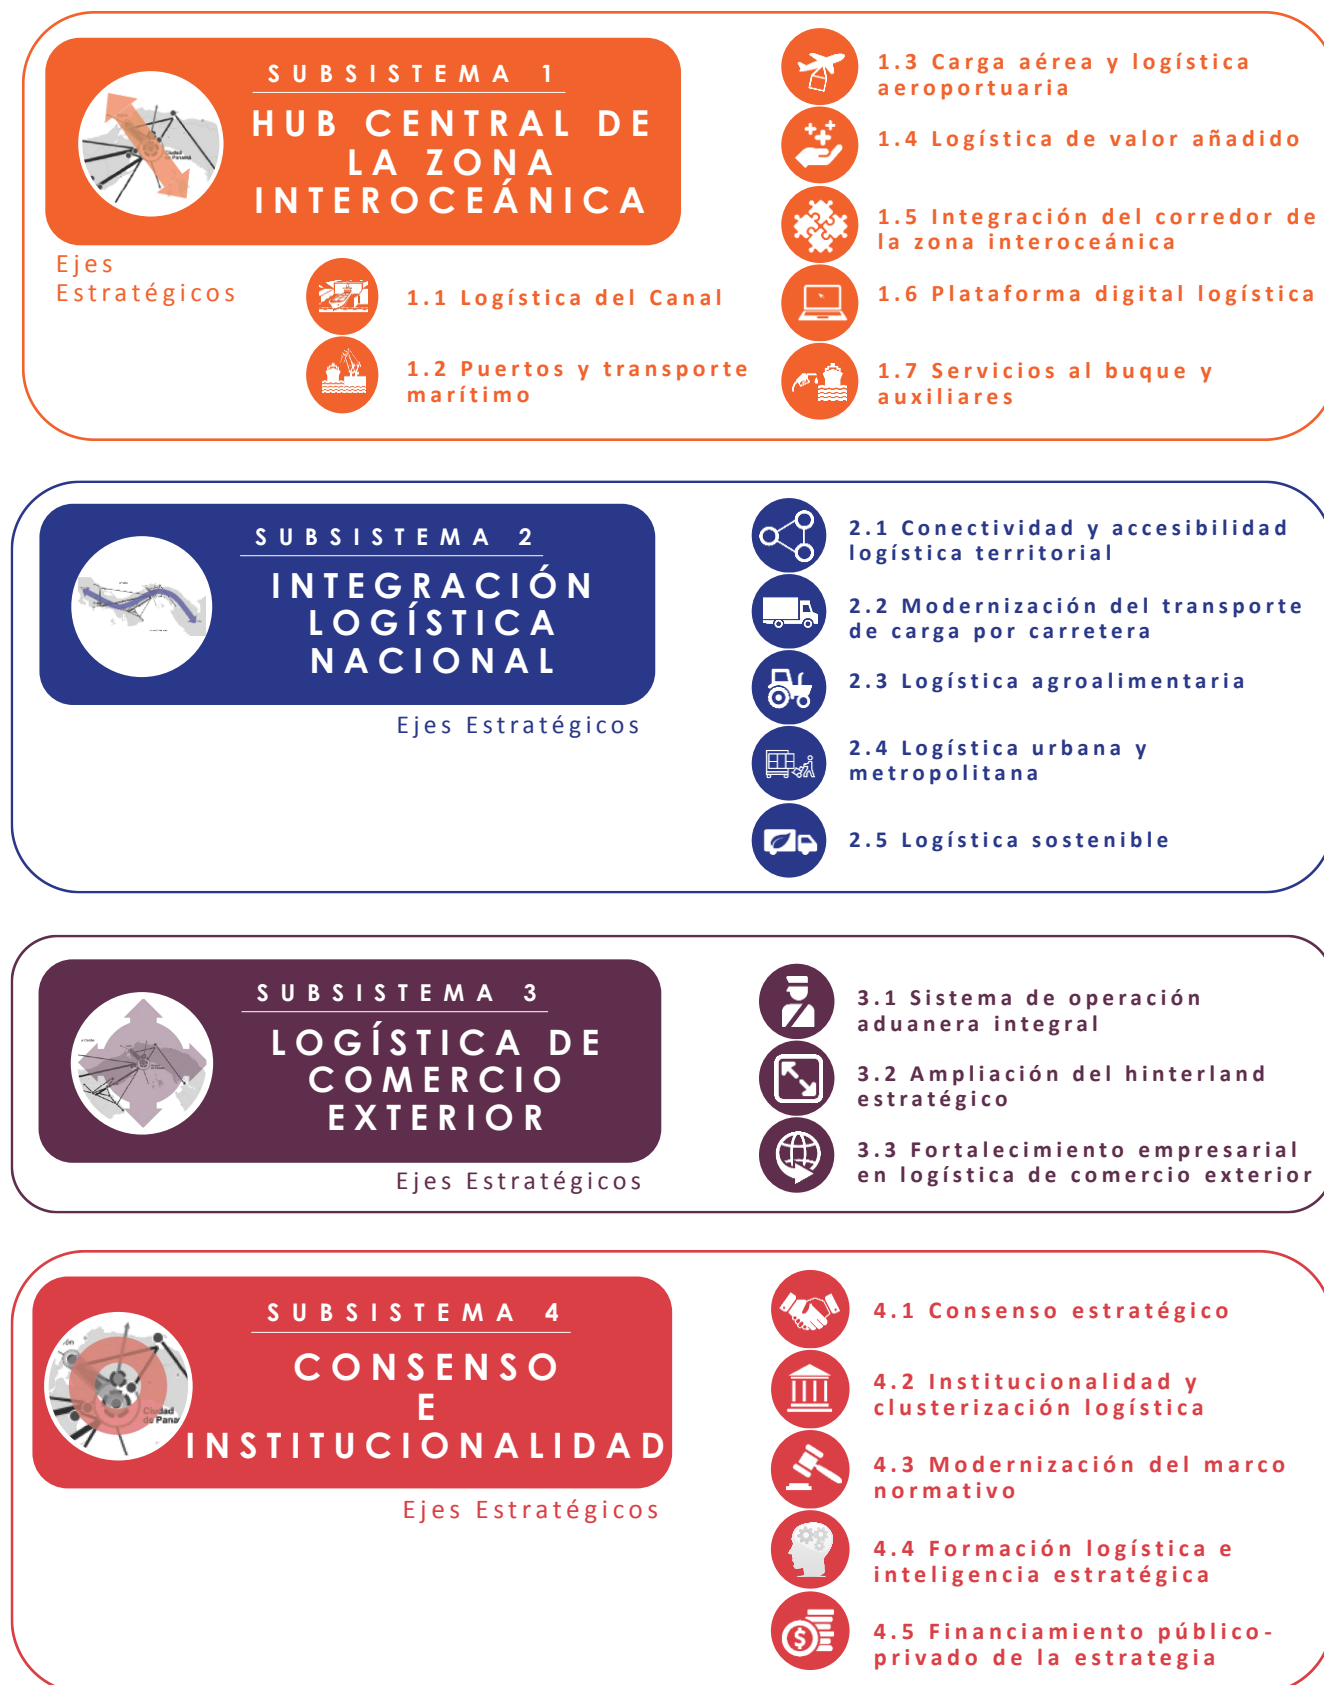 SUBSISTEMA 1
HUB CENTRAL DE
LA ZONA
INTEROCEÁNICA
Ciudad
de Panamá
Ejes
Estratégicos
1.1 Logística del Canal
1.2 Puertos y transporte
marítimo
1.3 Carga aérea y logística
aeroportuaria
1.4 Logística de valor añadido
1.5 Integración del corredor de
la zona interoceánica
1.6 Plataforma digital logística
1.7 Servicios al buque y
auxiliares
SUBSISTEMA 2
INTEGRACIÓN
LOGÍSTICA
NACIONAL
Ejes Estratégicos
2.1 Conectividad y accesibilidad
logística territorial
2.2 Modernización del transporte
de carga por carretera
2.3 Logística agroalimentaria
2.4 Logística urbana y
metropolitana
2.5 Logística sostenible
SUBSISTEMA 3
LOGÍSTICA DE
COMERCIO
EXTERIOR
Ejes Estratégicos
3.1 Sistema de operación
aduanera integral
3.2 Ampliación del hinterland
estratégico
3.3 Fortalecimiento empresarial
en logística de comercio exterior
SUBSISTEMA 4
CONSENSO
E
INSTITUCIONALIDAD
Ciudad
de Pana
Ejes Estratégicos
4.1 Consenso estratégico
4.2 Institucionalidad y
clusterización logística
4.3 Modernización del marco
normativo
4.4 Formación logística e
inteligencia estratégica
4.5 Financiamiento público-
privado de la estrategia